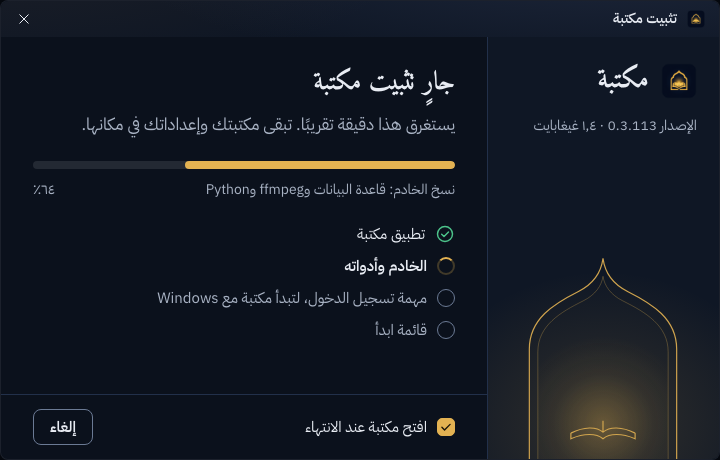 تثبيت مكتبة
مكتبة
الإصدار 0.3.113 · ١٫٤ غيغابايت
جارٍ تثبيت مكتبة
يستغرق هذا دقيقة تقريبًا. تبقى مكتبتك وإعداداتك في مكانها.
نسخ الخادم: قاعدة البيانات وffmpeg وPython
٦٤٪
تطبيق مكتبة
الخادم وأدواته
مهمة تسجيل الدخول، لتبدأ مكتبة مع Windows
قائمة ابدأ
افتح مكتبة عند الانتهاء
إلغاء